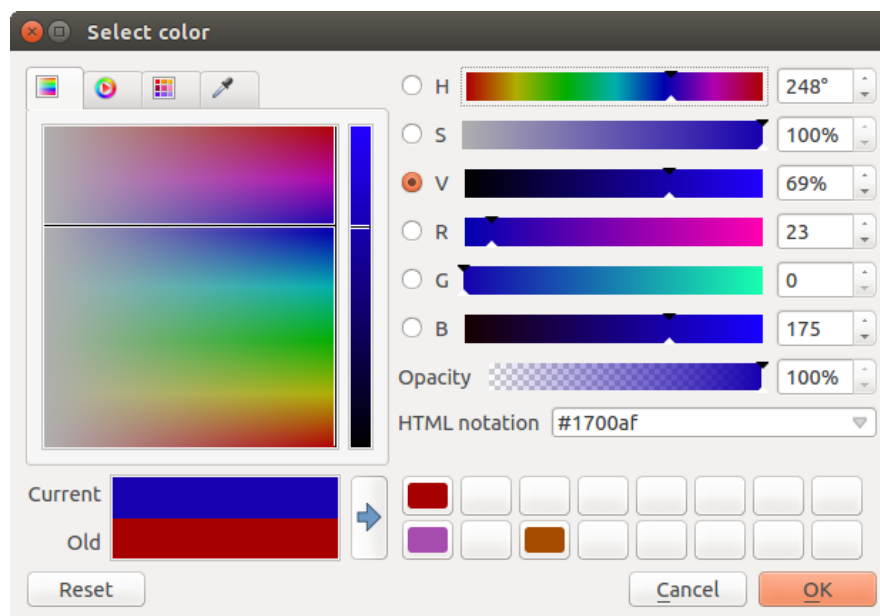 Select color
H 248°
S 100%
V 69%
R 23
G 0
B 175
Opacity 100%
HTML notation #1700af
Current
Old
Reset Cancel OK